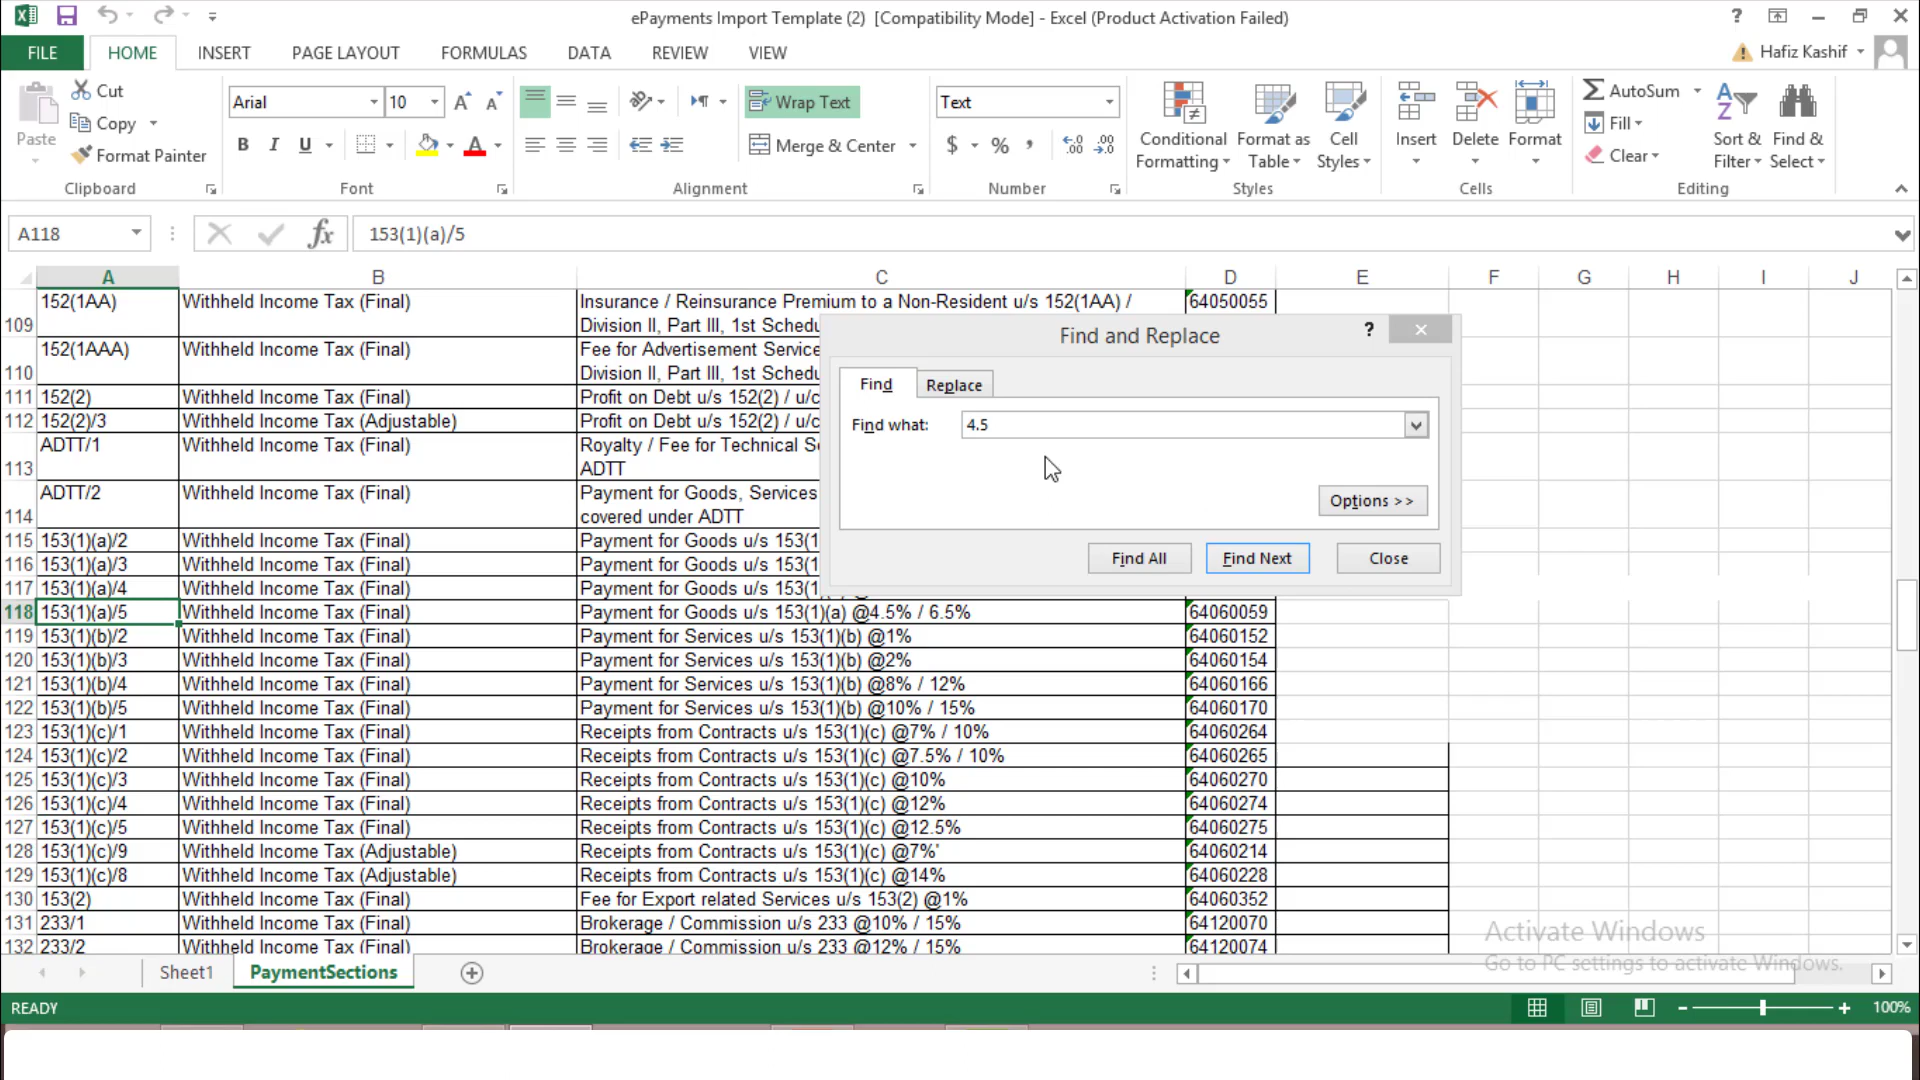 ePayments Import Template (2) [Compatibility Mode] - Excel (Product Activation Failed)
FILE HOME INSERT PAGE LAYOUT FORMULAS DATA REVIEW VIEW Hafiz Kashif
Paste
Cut
Copy
Format Painter
Clipboard
Arial 10
B I U
Font
Wrap Text
Merge & Center
Alignment
Text
$ % ,
Number
Conditional Formatting
Format as Table
Cell Styles
Styles
Insert
Delete
Format
Cells
AutoSum
Fill
Clear
Sort & Filter
Find & Select
Editing
A118 fx 153(1)(a)/5
A B C D E F G H I J
109 152(1AA) Withheld Income Tax (Final) Insurance / Reinsurance Premium to a Non-Resident u/s 152(1AA) / 64050055
Division II, Part III, 1st Schedu
110 152(1AAA) Withheld Income Tax (Final) Fee for Advertisement Service
Division II, Part III, 1st Schedu
111 152(2) Withheld Income Tax (Final) Profit on Debt u/s 152(2) / u/c
112 152(2)/3 Withheld Income Tax (Adjustable) Profit on Debt u/s 152(2) / u/c
113 ADTT/1 Withheld Income Tax (Final) Royalty / Fee for Technical Se
ADTT
114 ADTT/2 Withheld Income Tax (Final) Payment for Goods, Services
covered under ADTT
115 153(1)(a)/2 Withheld Income Tax (Final) Payment for Goods u/s 153(1
116 153(1)(a)/3 Withheld Income Tax (Final) Payment for Goods u/s 153(1
117 153(1)(a)/4 Withheld Income Tax (Final) Payment for Goods u/s 153(1)
118 153(1)(a)/5 Withheld Income Tax (Final) Payment for Goods u/s 153(1)(a) @4.5% / 6.5% 64060059
119 153(1)(b)/2 Withheld Income Tax (Final) Payment for Services u/s 153(1)(b) @1% 64060152
120 153(1)(b)/3 Withheld Income Tax (Final) Payment for Services u/s 153(1)(b) @2% 64060154
121 153(1)(b)/4 Withheld Income Tax (Final) Payment for Services u/s 153(1)(b) @8% / 12% 64060166
122 153(1)(b)/5 Withheld Income Tax (Final) Payment for Services u/s 153(1)(b) @10% / 15% 64060170
123 153(1)(c)/1 Withheld Income Tax (Final) Receipts from Contracts u/s 153(1)(c) @7% / 10% 64060264
124 153(1)(c)/2 Withheld Income Tax (Final) Receipts from Contracts u/s 153(1)(c) @7.5% / 10% 64060265
125 153(1)(c)/3 Withheld Income Tax (Final) Receipts from Contracts u/s 153(1)(c) @10% 64060270
126 153(1)(c)/4 Withheld Income Tax (Final) Receipts from Contracts u/s 153(1)(c) @12% 64060274
127 153(1)(c)/5 Withheld Income Tax (Final) Receipts from Contracts u/s 153(1)(c) @12.5% 64060275
128 153(1)(c)/9 Withheld Income Tax (Adjustable) Receipts from Contracts u/s 153(1)(c) @7%' 64060214
129 153(1)(c)/8 Withheld Income Tax (Adjustable) Receipts from Contracts u/s 153(1)(c) @14% 64060228
130 153(2) Withheld Income Tax (Final) Fee for Export related Services u/s 153(2) @1% 64060352
131 233/1 Withheld Income Tax (Final) Brokerage / Commission u/s 233 @10% / 15% 64120070
132 233/2 Withheld Income Tax (Final) Brokerage / Commission u/s 233 @12% / 15% 64120074
Find and Replace
Find Replace
Find what: 4.5
Options >>
Find All Find Next Close
Activate Windows
Go to PC settings to activate Windows.
Sheet1 PaymentSections
READY 100%